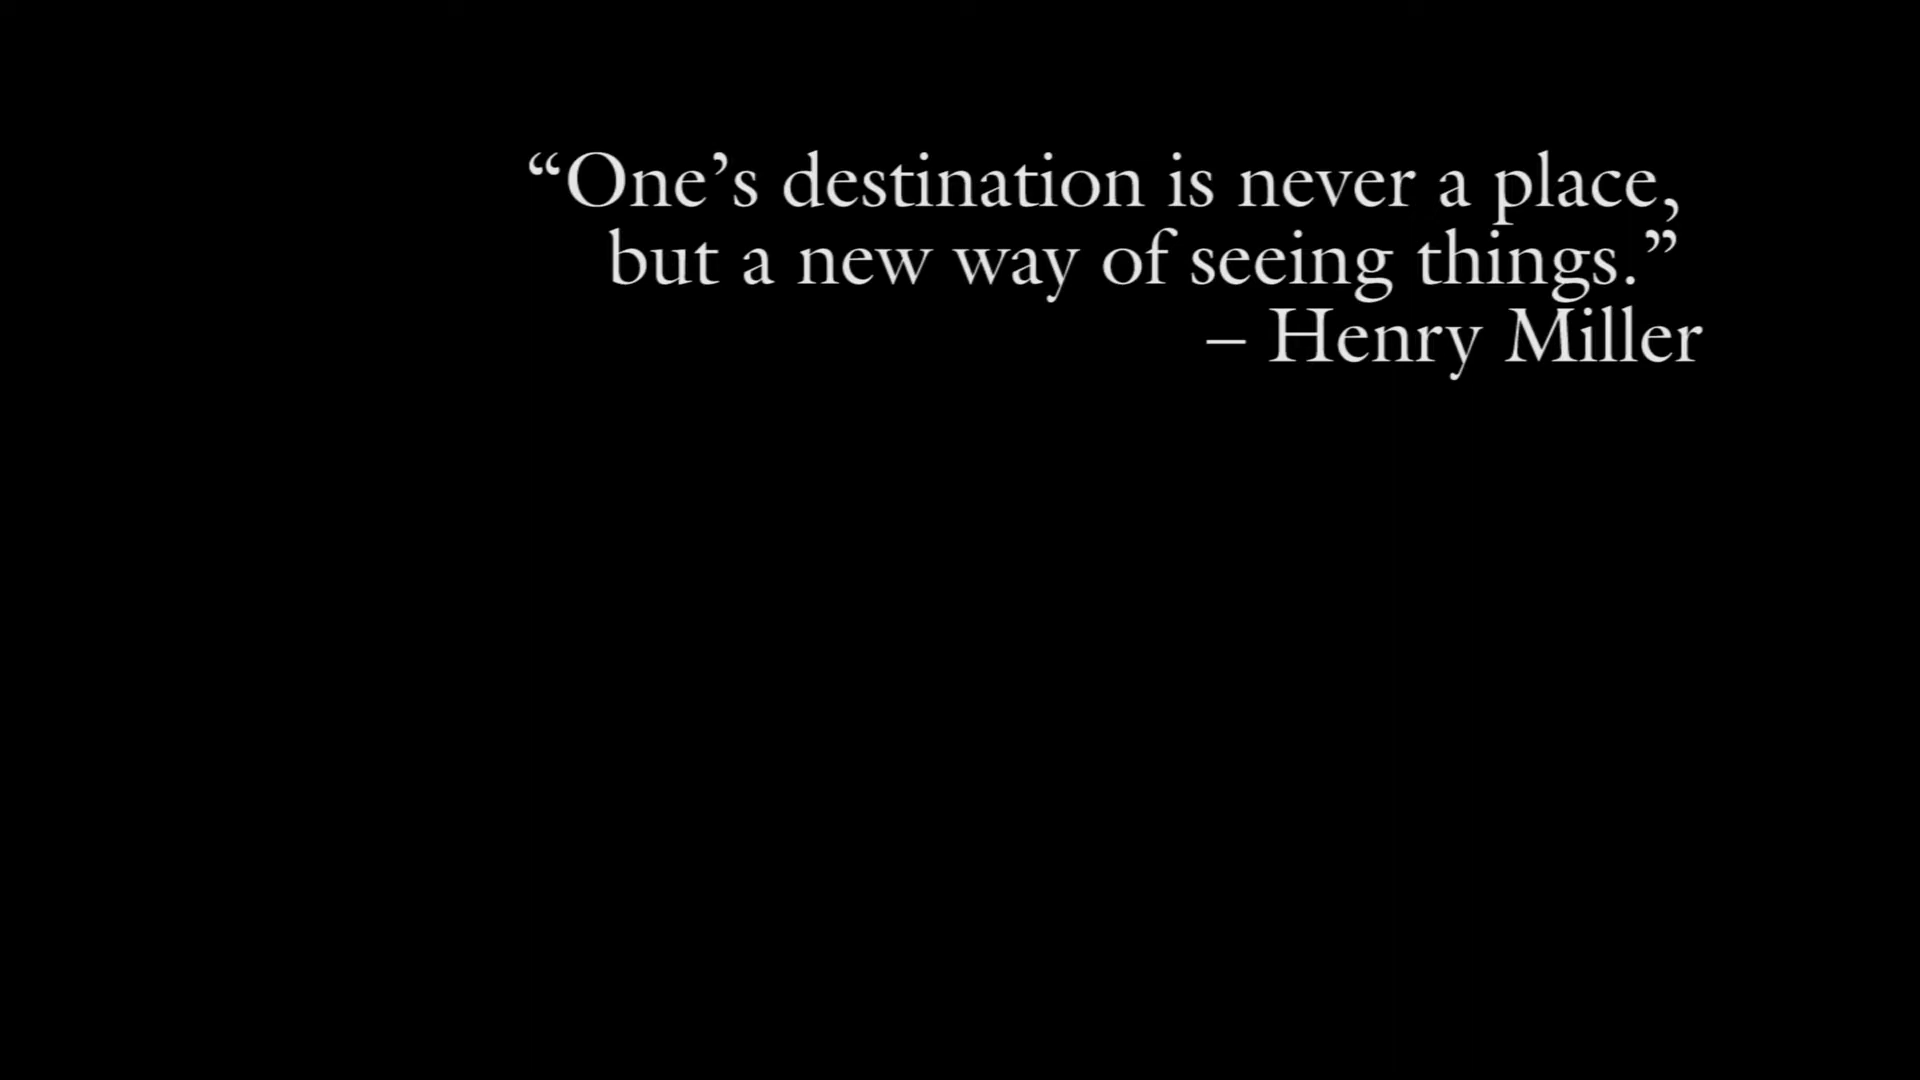 “One’s destination is never a place,
but a new way of seeing things.”
– Henry Miller